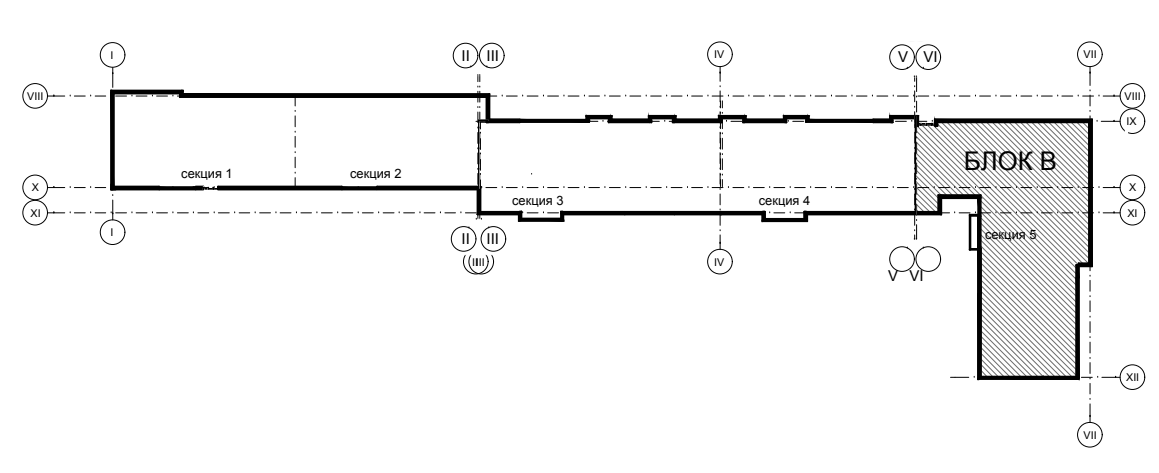 I II III IV V VI VII
VIII VIII
IX
БЛОК В
секция 1 секция 2
X X
секция 3 секция 4
XI XI
I II III IV секция 5
V VI
XII
VII